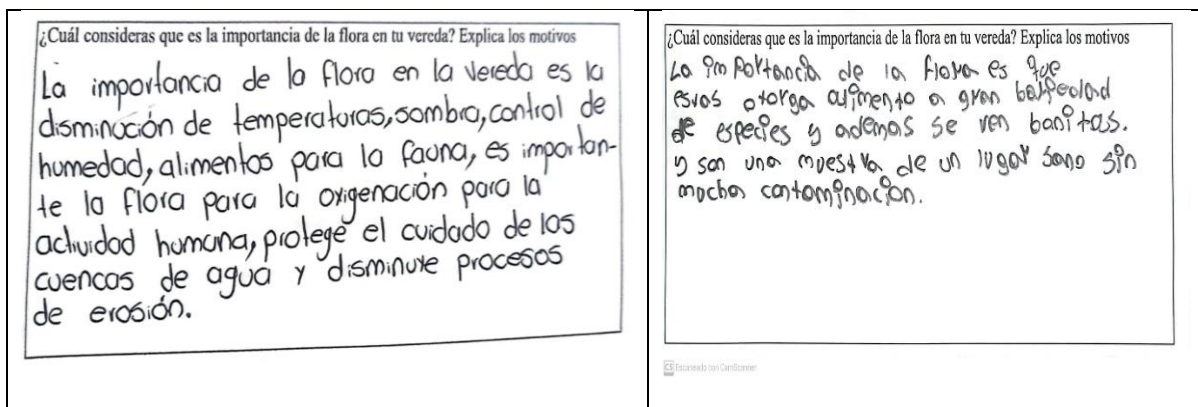 ¿Cuál consideras que es la importancia de la flora en tu vereda? Explica los motivos
La importancia de la flora en la vereda es la
disminución de temperaturas, sombra, control de
humedad, alimentos para la fauna, es importan-
te la flora para la oxigenación para la
actividad humana, protege el cuidado de las
cuencas de agua y disminuye procesos
de erosión.
¿Cuál consideras que es la importancia de la flora en tu vereda? Explica los motivos
La importancia de la flora es que
estas otorga alimento a gran
de especies y ademas se ven bonitas.
y son una muestra de un lugar sano sin
mucha contaminación.
CS Escaneado con CamScanner